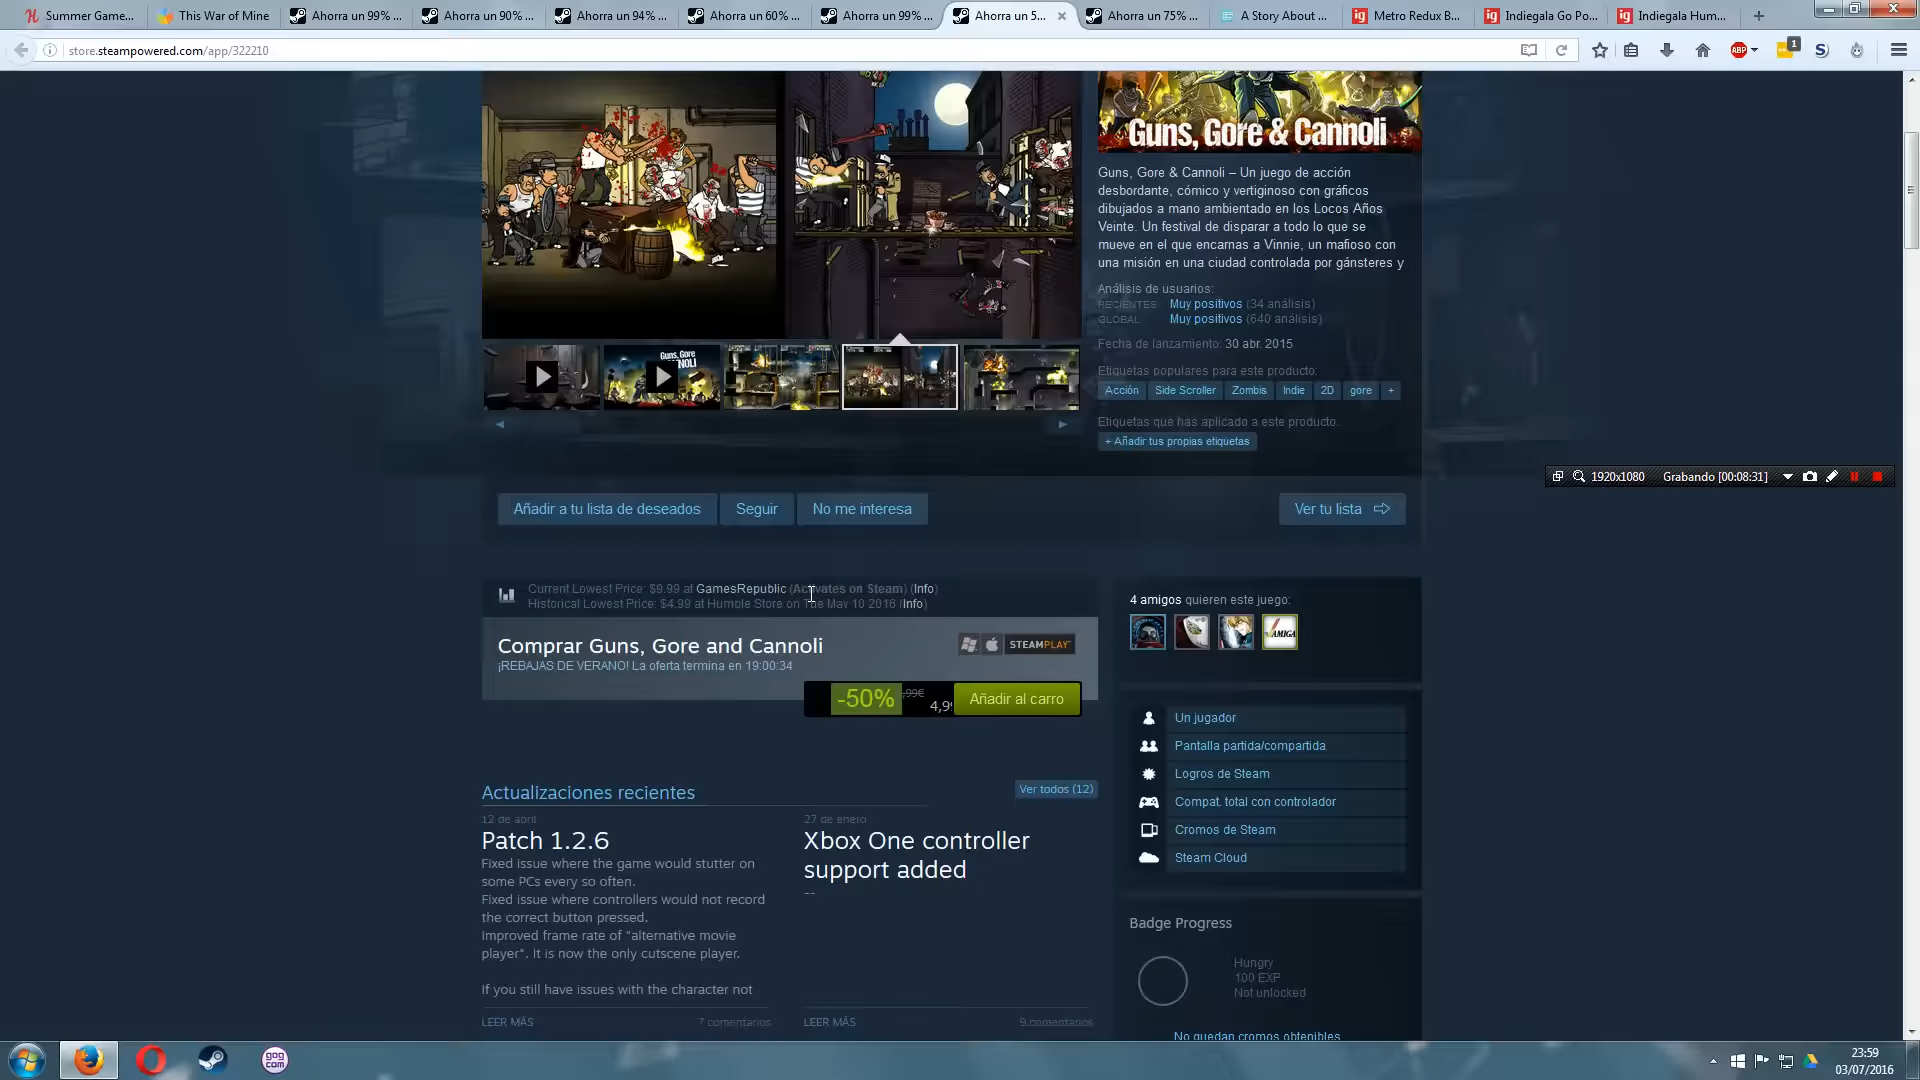 Summer Game...
This War of Mine
Ahorra un 99% ...
Ahorra un 90% ...
Ahorra un 94% ...
Ahorra un 60% ...
Ahorra un 99% ...
Ahorra un 5...
Ahorra un 75% ...
A Story About ...
Metro Redux B...
Indiegala Go Po...
Indiegala Hum...
store.steampowered.com/app/322210
ABP
1
Guns, Gore & Cannoli
Guns, Gore & Cannoli – Un juego de acción
desbordante, cómico y vertiginoso con gráficos
dibujados a mano ambientado en los Locos Años
Veinte. Un festival de disparar a todo lo que se
mueve en el que encarnas a Vinnie, un mafioso con
una misión en una ciudad controlada por gánsteres y
Análisis de usuarios:
RECIENTES Muy positivos (34 análisis)
GLOBAL Muy positivos (640 análisis)
Fecha de lanzamiento: 30 abr. 2015
Etiquetas populares para este producto:
Acción Side Scroller Zombis Indie 2D gore +
Etiquetas que has aplicado a este producto.
+ Añadir tus propias etiquetas
1920x1080 Grabando [00:08:31]
Añadir a tu lista de deseados Seguir No me interesa Ver tu lista
Current Lowest Price: $9.99 at GamesRepublic (Activates on Steam) (Info)
Historical Lowest Price: $4.99 at Humble Store on Tue May 10 2016 (Info)
Comprar Guns, Gore and Cannoli
STEAMPLAY
¡REBAJAS DE VERANO! La oferta termina en 19:00:34
-50% ,99€
4,9
Añadir al carro
4 amigos quieren este juego:
AMIGA
Un jugador
Pantalla partida/compartida
Logros de Steam
Compat. total con controlador
Cromos de Steam
Steam Cloud
Actualizaciones recientes
Ver todos (12)
12 de abril
Patch 1.2.6
Fixed issue where the game would stutter on
some PCs every so often.
Fixed issue where controllers would not record
the correct button pressed.
Improved frame rate of "alternative movie
player". It is now the only cutscene player.
If you still have issues with the character not
LEER MÁS 7 comentarios
27 de enero
Xbox One controller
support added
--
LEER MÁS 9 comentarios
Badge Progress
Hungry
100 EXP
Not unlocked
No quedan cromos obtenibles
gog
com
23:59
03/07/2016